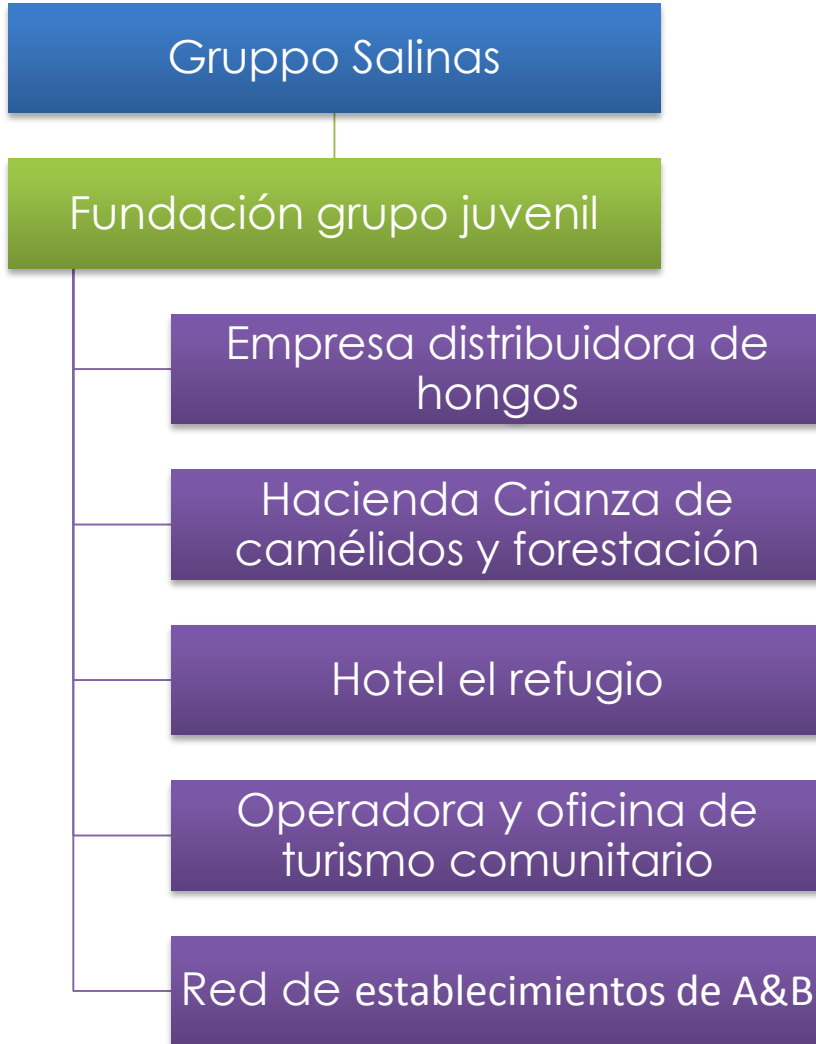 Gruppo Salinas
Fundación grupo juvenil
Empresa distribuidora de
hongos
Hacienda Crianza de
camélidos y forestación
Hotel el refugio
Operadora y oficina de
turismo comunitario
Red de establecimientos de A&B